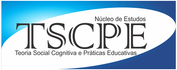 Núcleo de Estudos
TSCPE
Teoria Social Cognitiva e Práticas Educativas